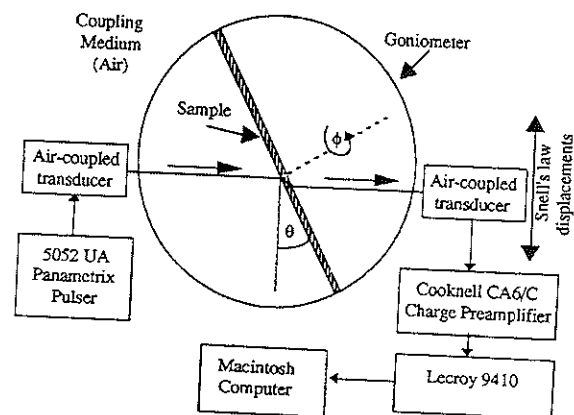 Coupling
Medium
(Air)
Goniometer
Sample
ϕ
Air-coupled
transducer
Air-coupled
transducer
Snell's law
displacements
θ
5052 UA
Panametrix
Pulser
Cooknell CA6/C
Charge Preamplifier
Macintosh
Computer
Lecroy 9410